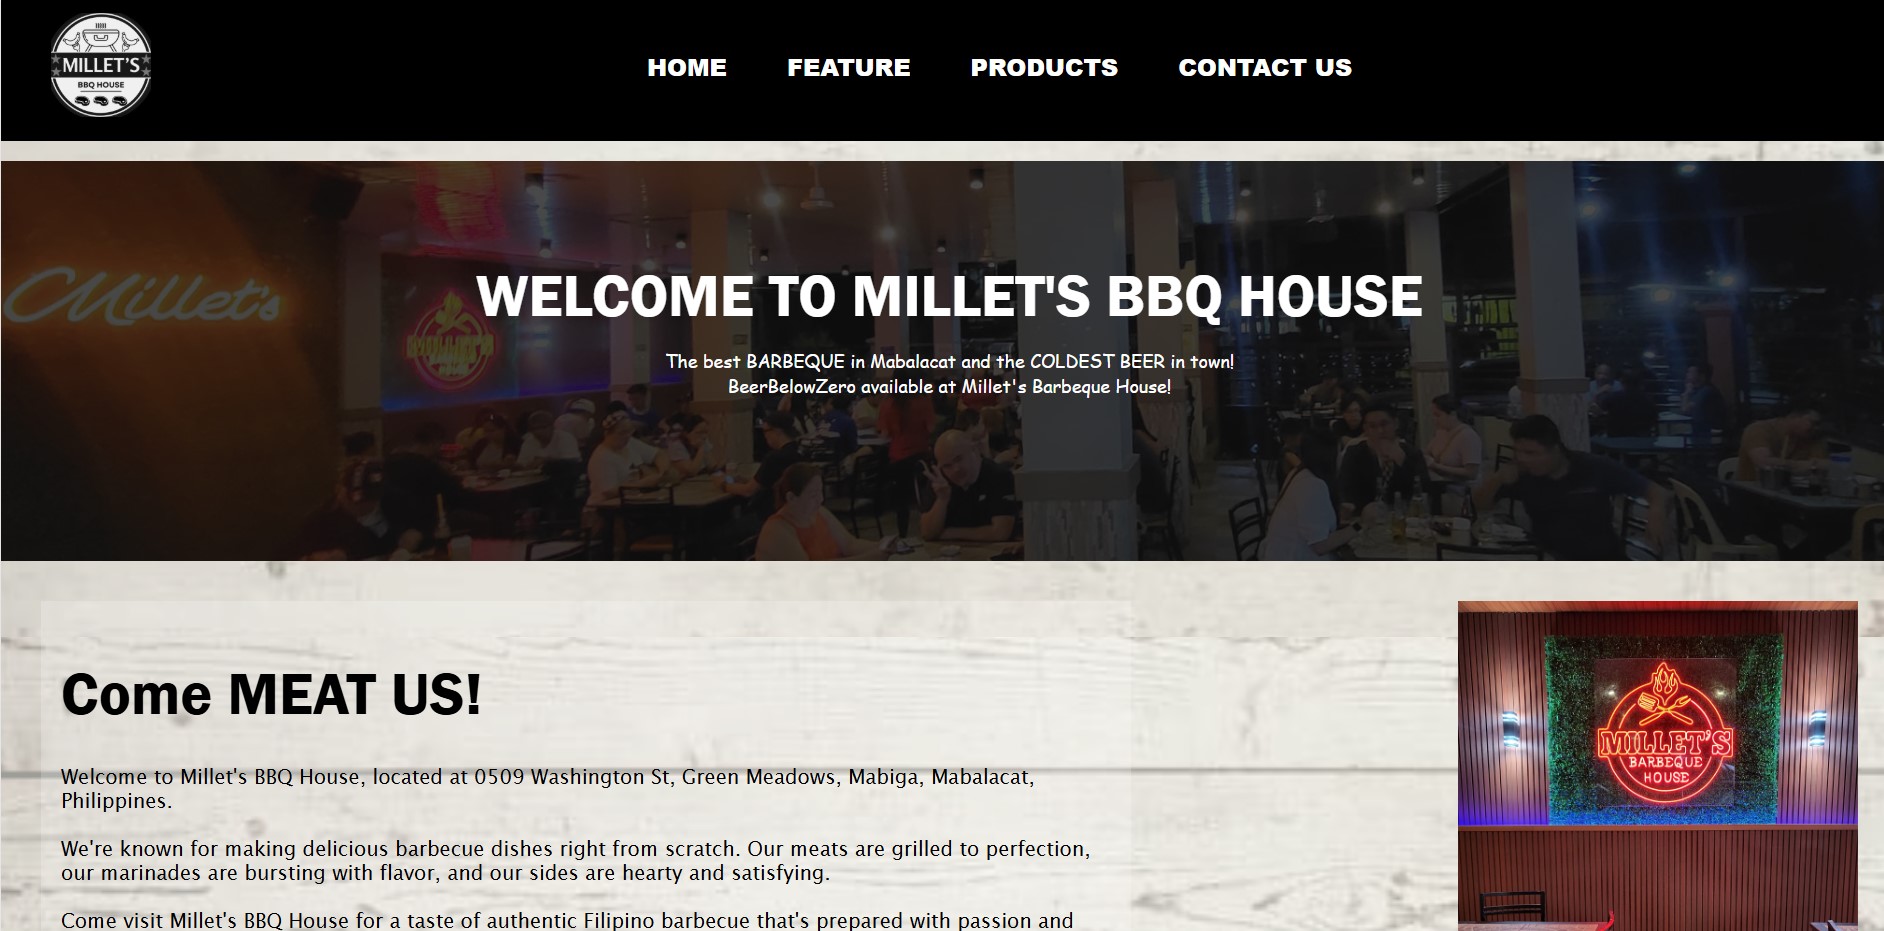 MILLET'S
BBQ HOUSE
HOME FEATURE PRODUCTS CONTACT US
Millet's
MILLET'S
WELCOME TO MILLET'S BBQ HOUSE
The best BARBEQUE in Mabalacat and the COLDEST BEER in town!
BeerBelowZero available at Millet's Barbeque House!
Come MEAT US!
Welcome to Millet's BBQ House, located at 0509 Washington St, Green Meadows, Mabiga, Mabalacat,
Philippines.
We're known for making delicious barbecue dishes right from scratch. Our meats are grilled to perfection,
our marinades are bursting with flavor, and our sides are hearty and satisfying.
Come visit Millet's BBQ House for a taste of authentic Filipino barbecue that's prepared with passion and
MILLET'S
BARBEQUE
HOUSE